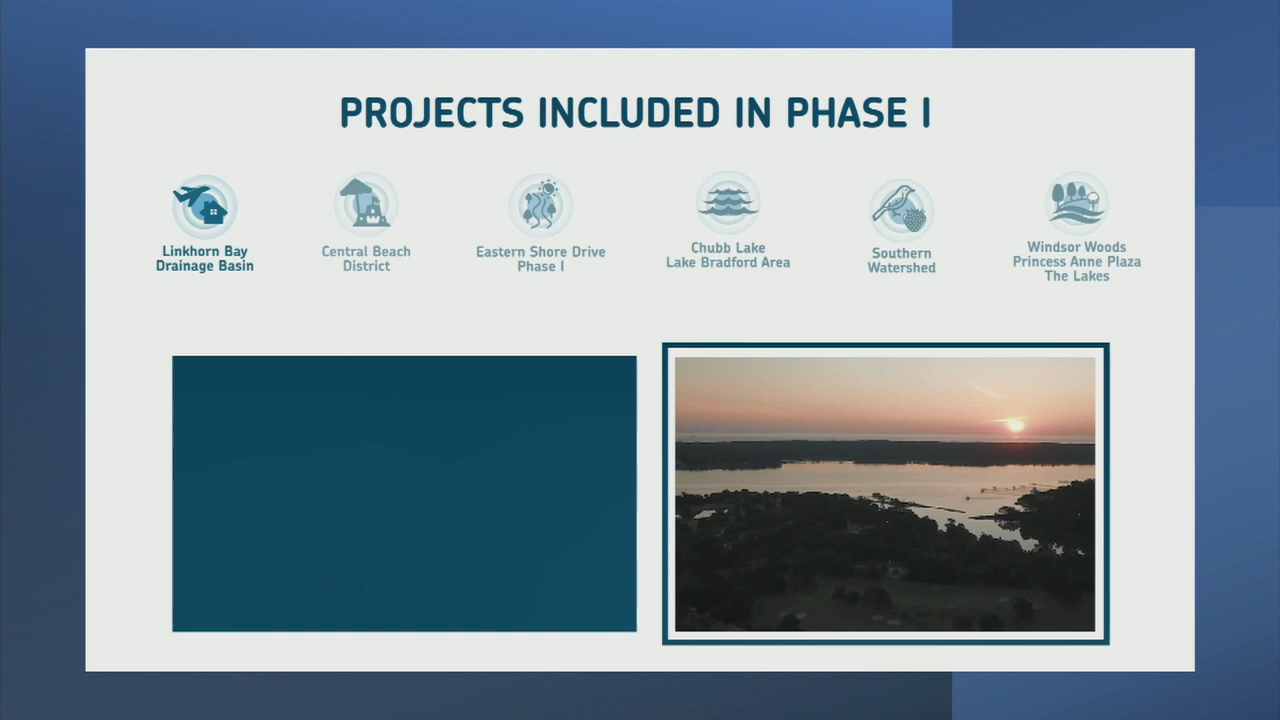 PROJECTS INCLUDED IN PHASE I
Linkhorn Bay
Drainage Basin
Central Beach
District
Eastern Shore Drive
Phase I
Chubb Lake
Lake Bradford Area
Southern
Watershed
Windsor Woods
Princess Anne Plaza
The Lakes